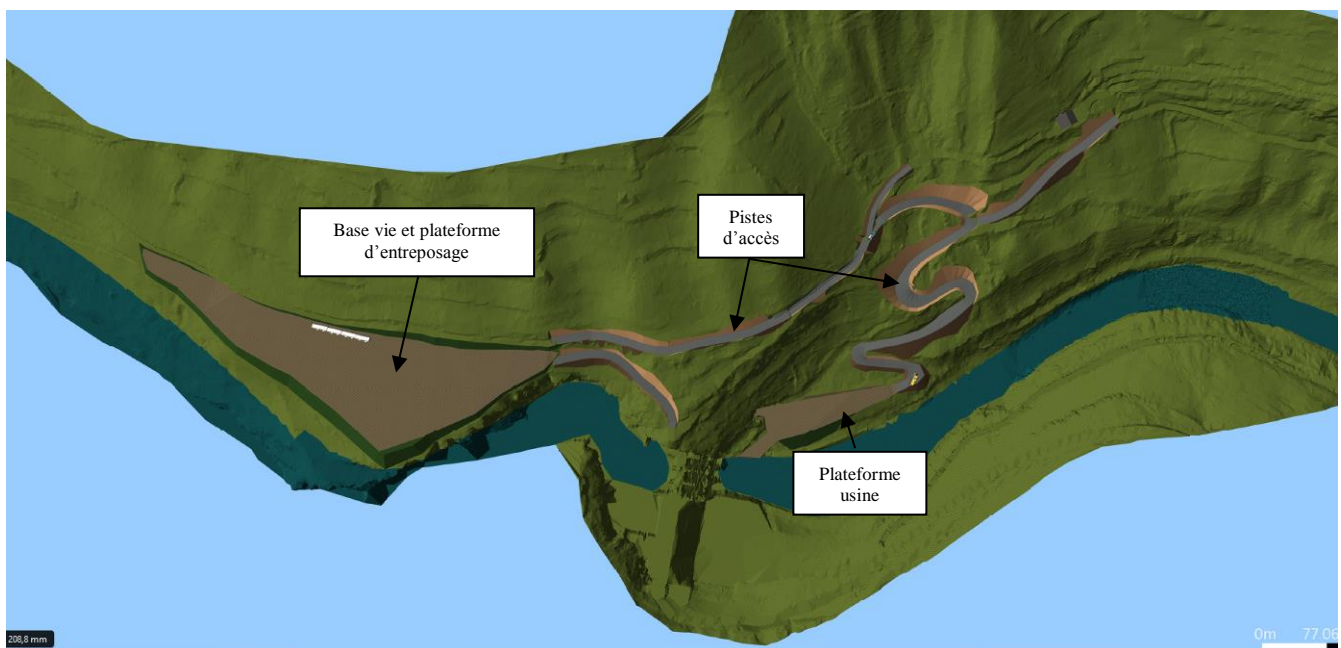 Base vie et plateforme
d'entreposage
Pistes
d'accès
Plateforme
usine
208,8 mm
0m 77.06